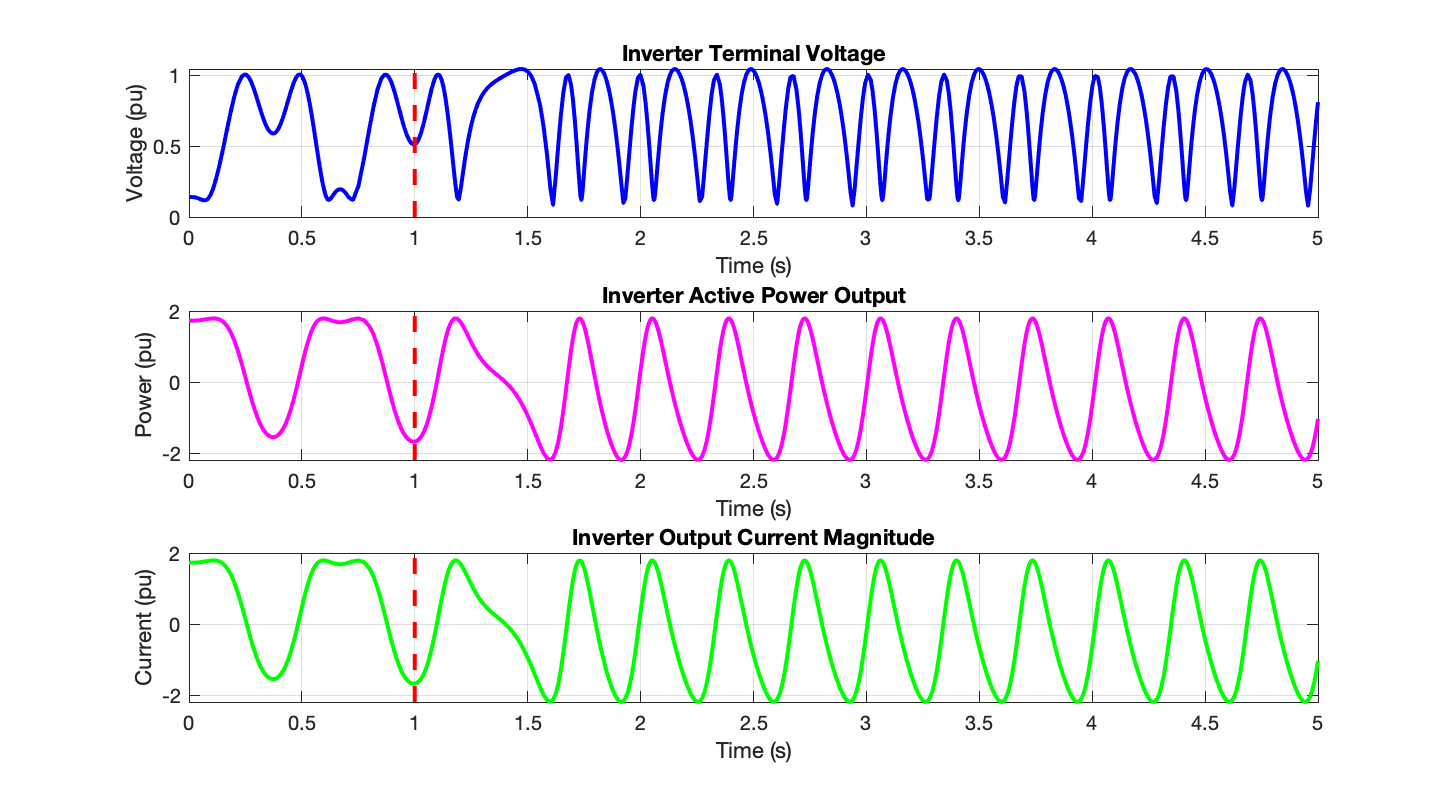 Inverter Terminal Voltage
Voltage (pu)
1
0.5
0
0 0.5 1 1.5 2 2.5 3 3.5 4 4.5 5
Time (s)
Inverter Active Power Output
Power (pu)
2
0
-2
0 0.5 1 1.5 2 2.5 3 3.5 4 4.5 5
Time (s)
Inverter Output Current Magnitude
Current (pu)
2
0
-2
0 0.5 1 1.5 2 2.5 3 3.5 4 4.5 5
Time (s)